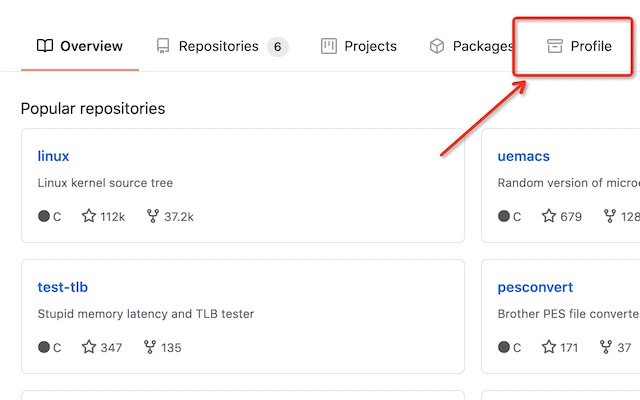 Overview Repositories 6 Projects Packages Profile
Popular repositories
linux
Linux kernel source tree
C 112k 37.2k
uemacs
Random version of microe
C 679 128
test-tlb
Stupid memory latency and TLB tester
C 347 135
pesconvert
Brother PES file converte
C 171 37